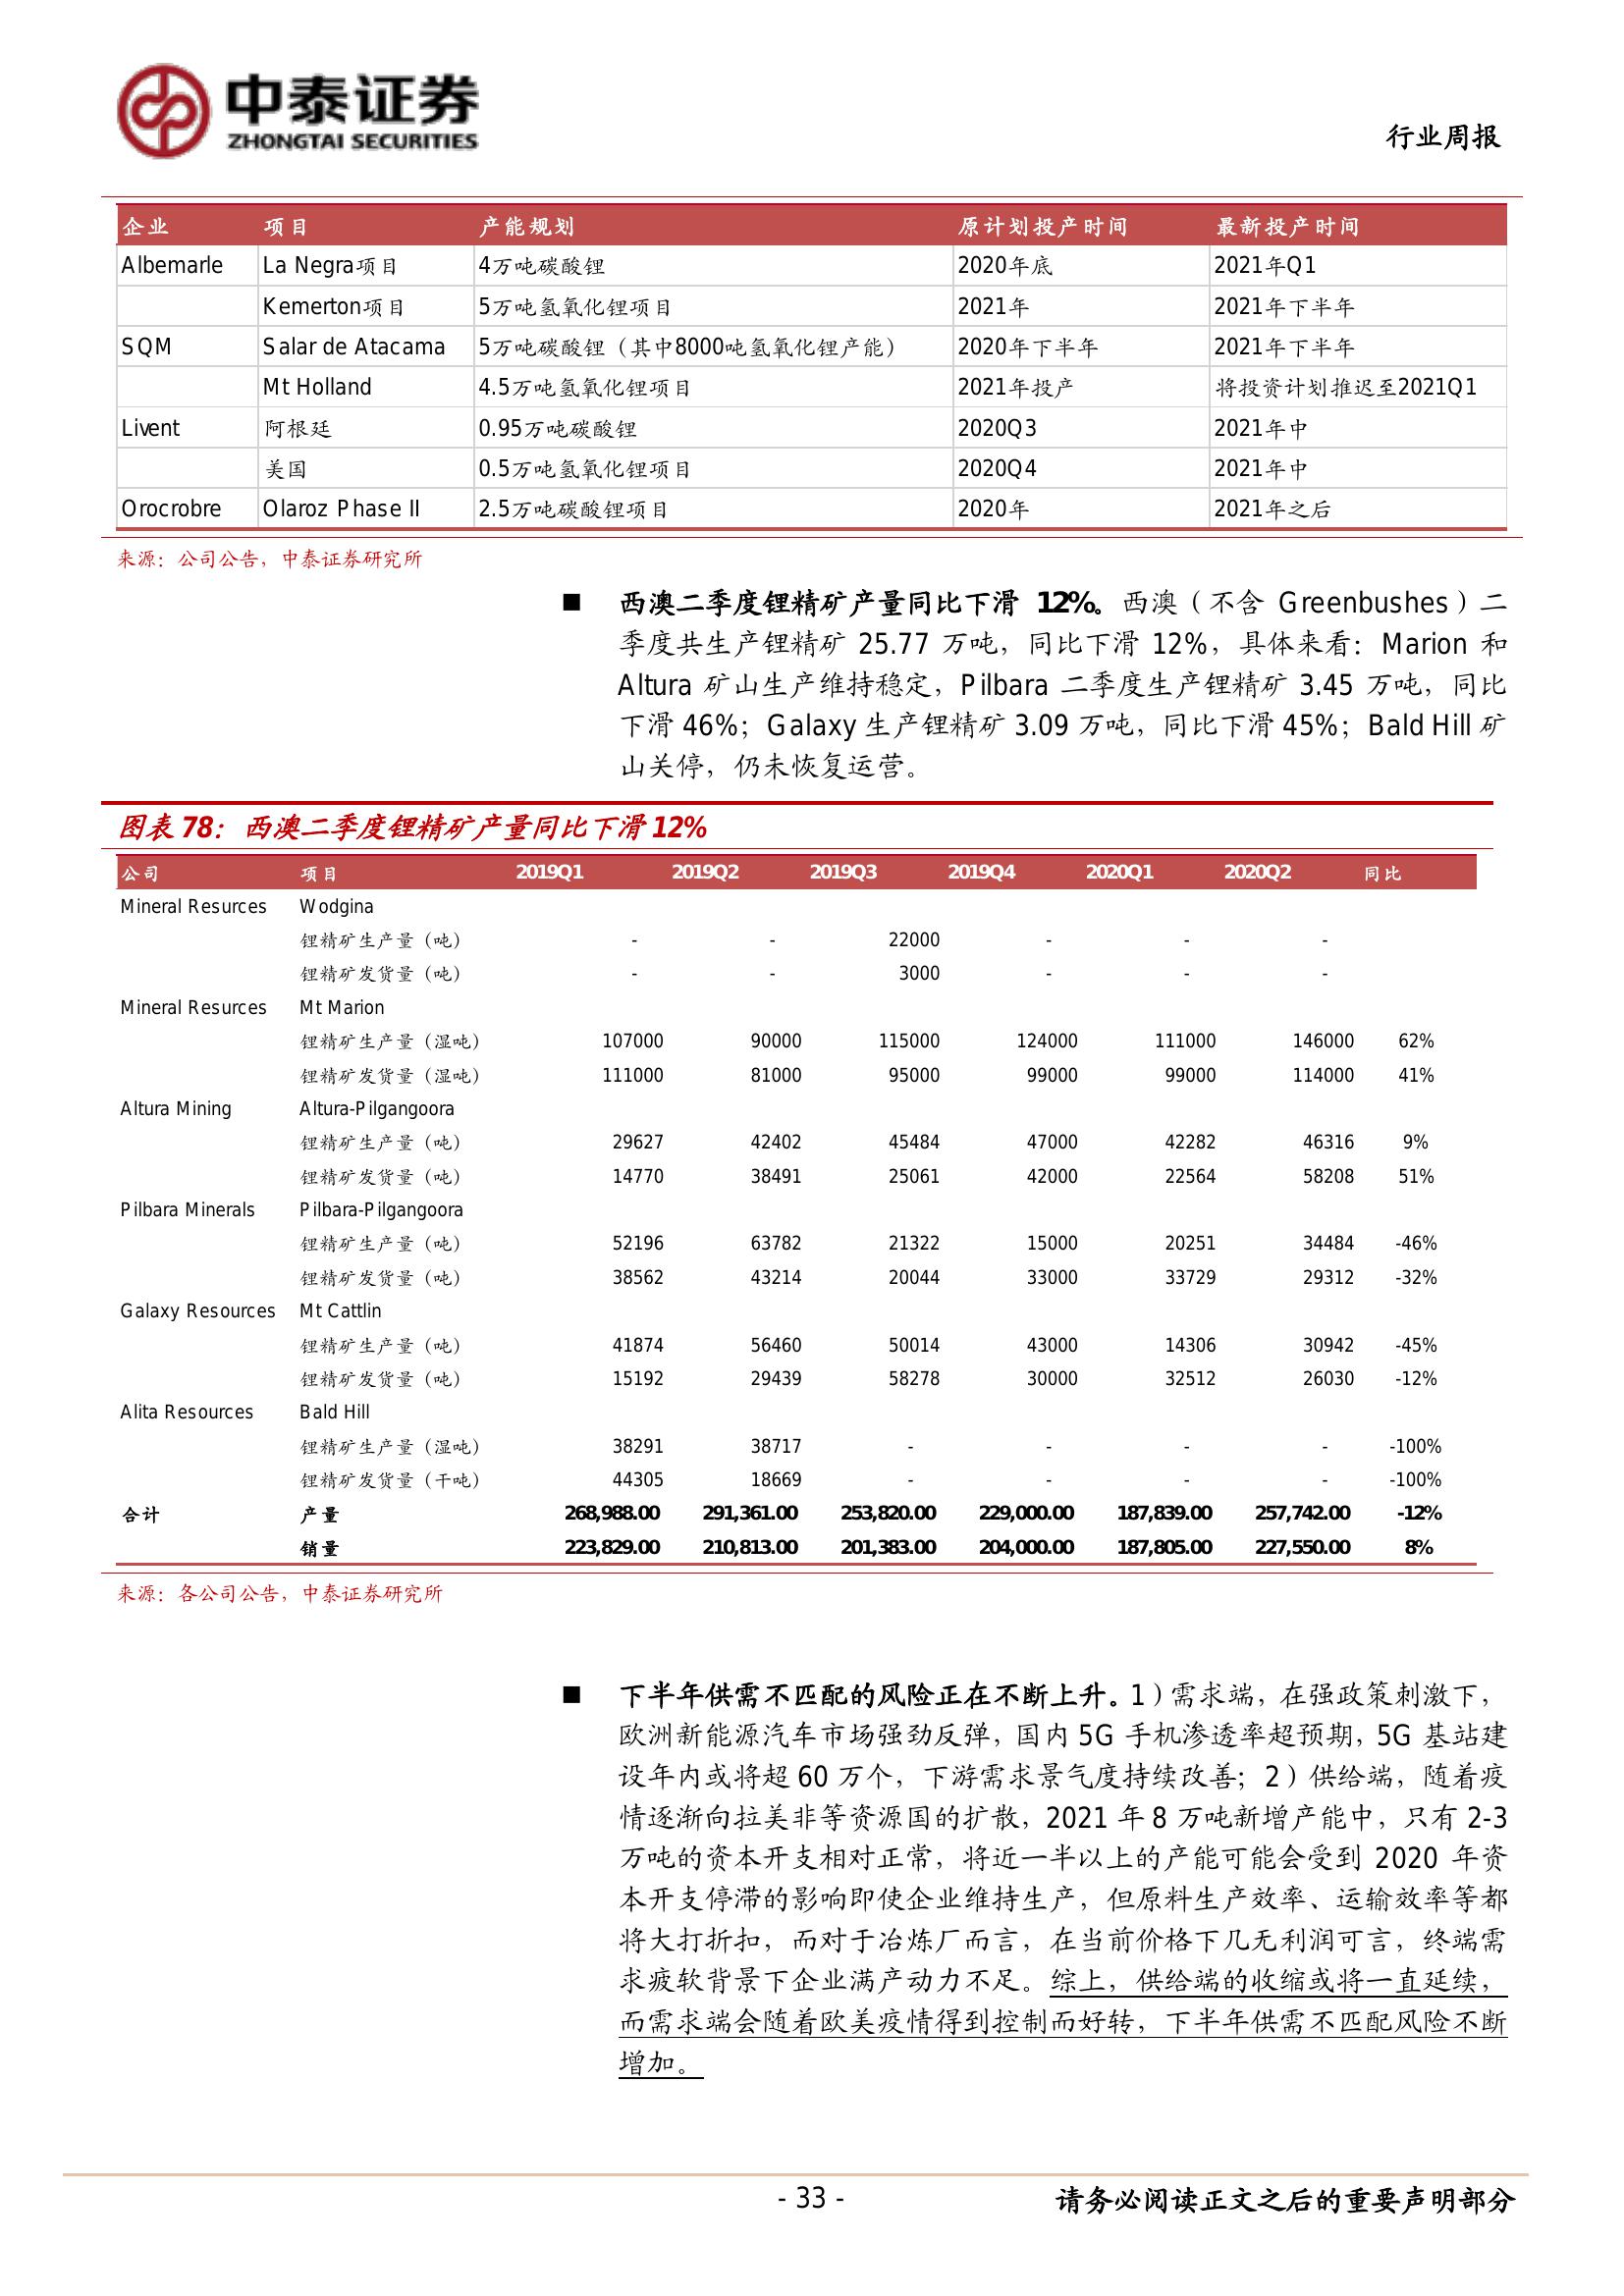 中泰证券
ZHONGTAI SECURITIES
行业周报
企业 项目 产能规划 原计划投产时间 最新投产时间
Albemarle La Negra项目 4万吨碳酸锂 2020年底 2021年Q1
Kemerton项目 5万吨氢氧化锂项目 2021年 2021年下半年
SQM Salar de Atacama 5万吨碳酸锂（其中8000吨氢氧化锂产能） 2020年下半年 2021年下半年
Mt Holland 4.5万吨氢氧化锂项目 2021年投产 将投资计划推迟至2021Q1
Livent 阿根廷 0.95万吨碳酸锂 2020Q3 2021年中
美国 0.5万吨氢氧化锂项目 2020Q4 2021年中
Orocrobre Olaroz Phase II 2.5万吨碳酸锂项目 2020年 2021年之后
来源：公司公告，中泰证券研究所
■ 西澳二季度锂精矿产量同比下滑 12%。西澳（不含 Greenbushes）二
季度共生产锂精矿 25.77 万吨，同比下滑 12%，具体来看：Marion 和
Altura 矿山生产维持稳定，Pilbara 二季度生产锂精矿 3.45 万吨，同比
下滑 46%；Galaxy 生产锂精矿 3.09 万吨，同比下滑 45%；Bald Hill 矿
山关停，仍未恢复运营。
图表 78：西澳二季度锂精矿产量同比下滑 12%
公司 项目 2019Q1 2019Q2 2019Q3 2019Q4 2020Q1 2020Q2 同比
Mineral Resurces Wodgina
锂精矿生产量（吨） - - 22000 - - -
锂精矿发货量（吨） - - 3000 - - -
Mineral Resurces Mt Marion
锂精矿生产量（湿吨） 107000 90000 115000 124000 111000 146000 62%
锂精矿发货量（湿吨） 111000 81000 95000 99000 99000 114000 41%
Altura Mining Altura-Pilgangoora
锂精矿生产量（吨） 29627 42402 45484 47000 42282 46316 9%
锂精矿发货量（吨） 14770 38491 25061 42000 22564 58208 51%
Pilbara Minerals Pilbara-Pilgangoora
锂精矿生产量（吨） 52196 63782 21322 15000 20251 34484 -46%
锂精矿发货量（吨） 38562 43214 20044 33000 33729 29312 -32%
Galaxy Resources Mt Cattlin
锂精矿生产量（吨） 41874 56460 50014 43000 14306 30942 -45%
锂精矿发货量（吨） 15192 29439 58278 30000 32512 26030 -12%
Alita Resources Bald Hill
锂精矿生产量（湿吨） 38291 38717 - - - - -100%
锂精矿发货量（干吨） 44305 18669 - - - - -100%
合计 产量 268,988.00 291,361.00 253,820.00 229,000.00 187,839.00 257,742.00 -12%
销量 223,829.00 210,813.00 201,383.00 204,000.00 187,805.00 227,550.00 8%
来源：各公司公告，中泰证券研究所
■ 下半年供需不匹配的风险正在不断上升。1）需求端，在强政策刺激下，
欧洲新能源汽车市场强劲反弹，国内 5G 手机渗透率超预期，5G 基站建
设年内或将超 60 万个，下游需求景气度持续改善；2）供给端，随着疫
情逐渐向拉美非等资源国的扩散，2021 年 8 万吨新增产能中，只有 2-3
万吨的资本开支相对正常，将近一半以上的产能可能会受到 2020 年资
本开支停滞的影响即使企业维持生产，但原料生产效率、运输效率等都
将大打折扣，而对于冶炼厂而言，在当前价格下几无利润可言，终端需
求疲软背景下企业满产动力不足。综上，供给端的收缩或将一直延续，
而需求端会随着欧美疫情得到控制而好转，下半年供需不匹配风险不断
增加。
- 33 -
请务必阅读正文之后的重要声明部分